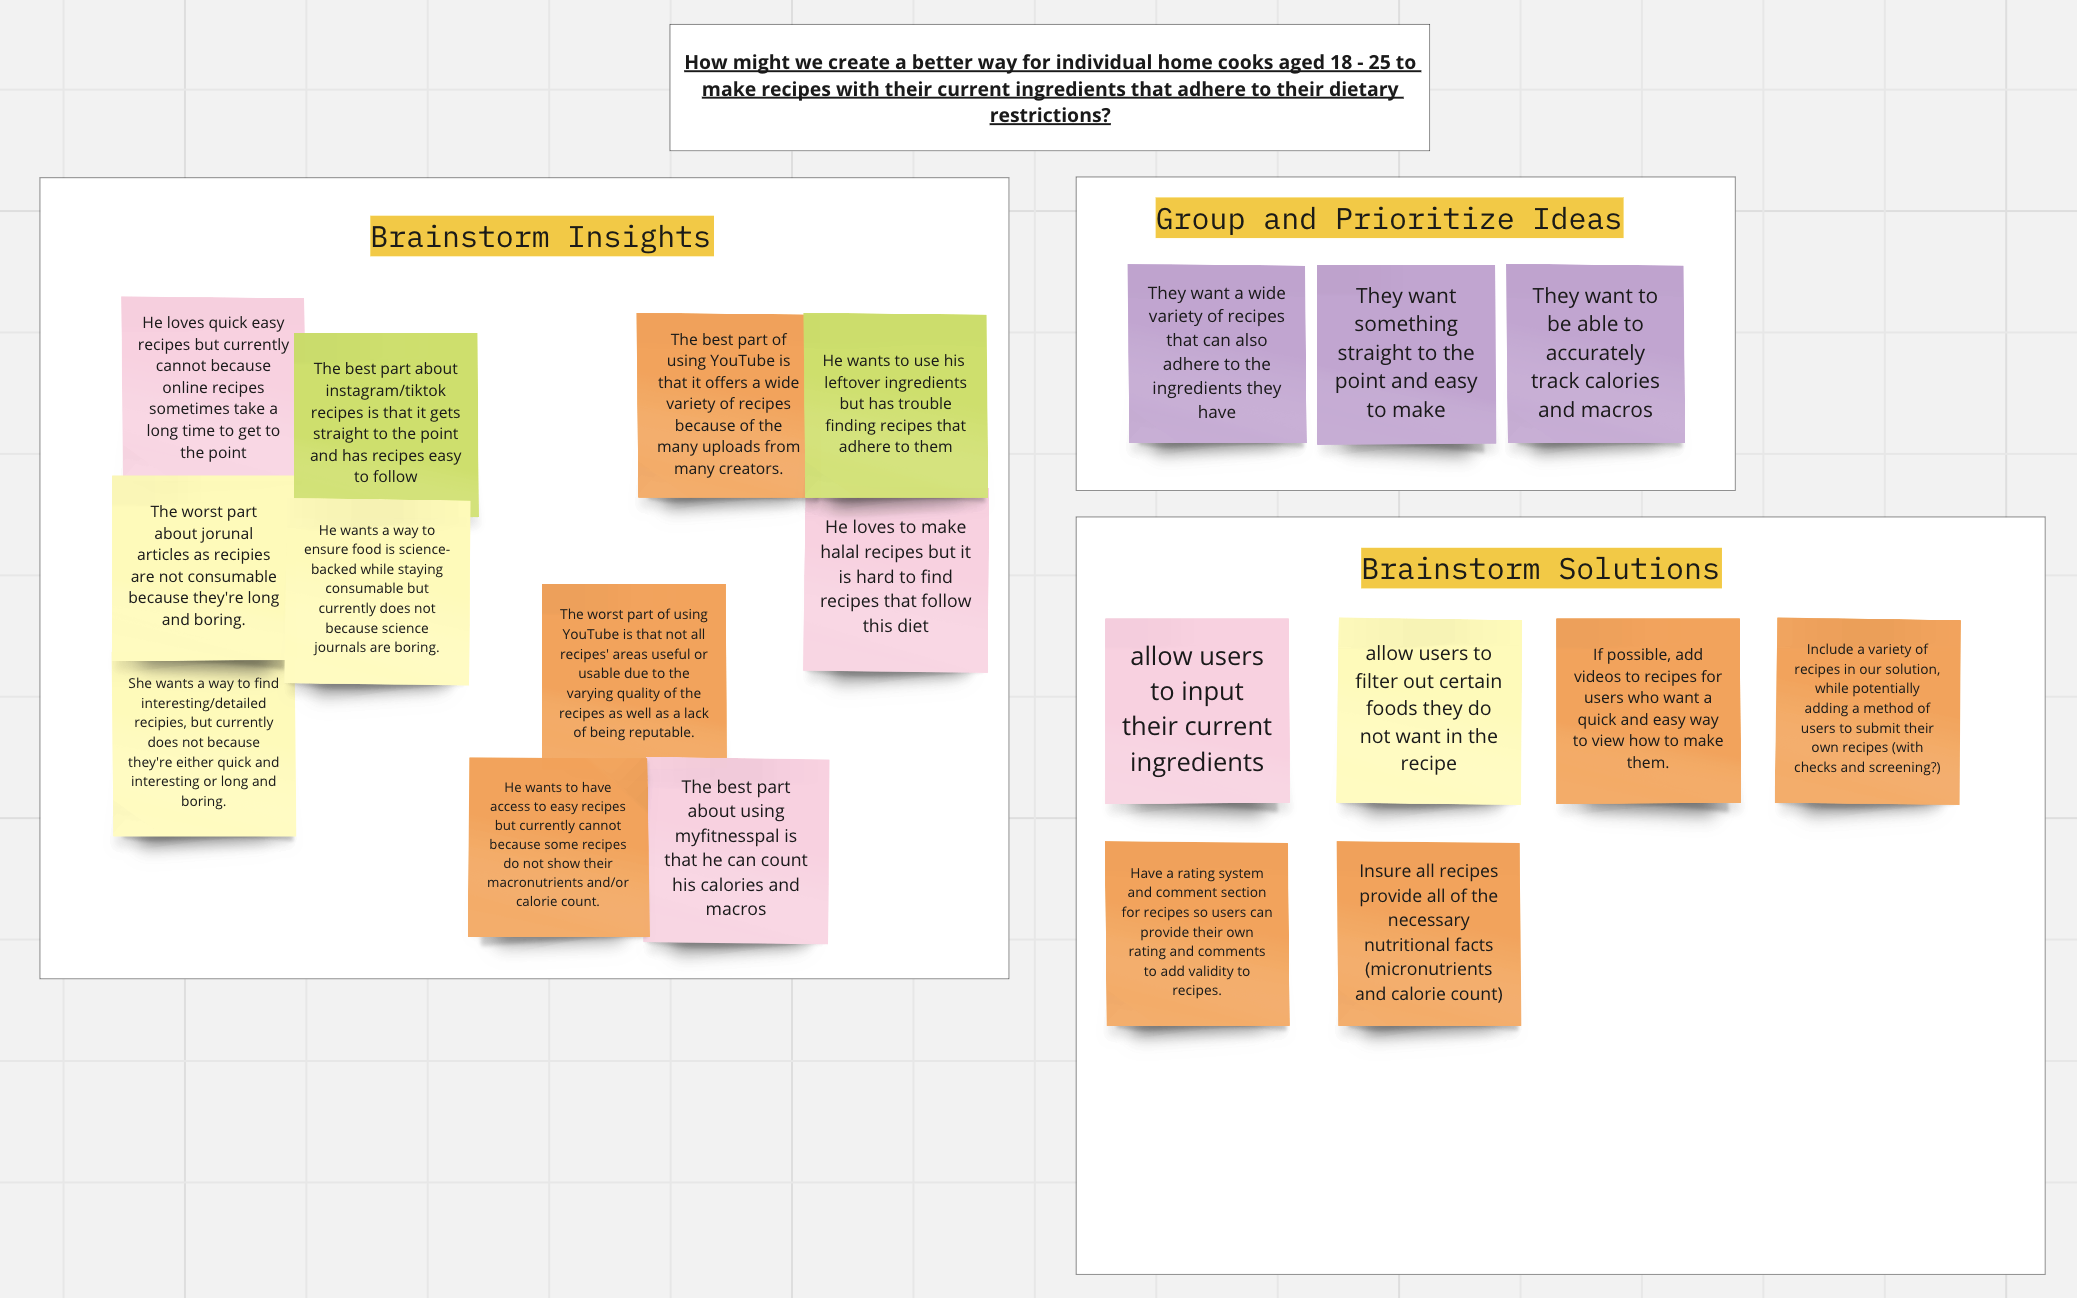 How might we create a better way for individual home cooks aged 18 - 25 to
make recipes with their current ingredients that adhere to their dietary
restrictions?
Brainstorm Insights
He loves quick easy
recipes but currently
cannot because
online recipes
sometimes take a
long time to get to
the point
The best part about
instagram/tiktok
recipes is that it gets
straight to the point
and has recipes easy
to follow
The worst part
about jorunal
articles as recipies
are not consumable
because they're long
and boring.
He wants a way to
ensure food is science-
backed while staying
consumable but
currently does not
because science
journals are boring.
She wants a way to find
interesting/detailed
recipies, but currently
does not because
they're either quick and
interesting or long and
boring.
The best part of
using YouTube is
that it offers a wide
variety of recipes
because of the
many uploads from
many creators.
He wants to use his
leftover ingredients
but has trouble
finding recipes that
adhere to them
He loves to make
halal recipes but it
is hard to find
recipes that follow
this diet
The worst part of using
YouTube is that not all
recipes' areas useful or
usable due to the
varying quality of the
recipes as well as a lack
of being reputable.
He wants to have
access to easy recipes
but currently cannot
because some recipes
do not show their
macronutrients and/or
calorie count.
The best part
about using
myfitnesspal is
that he can count
his calories and
macros
Group and Prioritize Ideas
They want a wide
variety of recipes
that can also
adhere to the
ingredients they
have
They want
something
straight to the
point and easy
to make
They want to
be able to
accurately
track calories
and macros
Brainstorm Solutions
allow users
to input
their current
ingredients
allow users to
filter out certain
foods they do
not want in the
recipe
If possible, add
videos to recipes for
users who want a
quick and easy way
to view how to make
them.
Include a variety of
recipes in our solution,
while potentially
adding a method of
users to submit their
own recipes (with
checks and screening?)
Have a rating system
and comment section
for recipes so users can
provide their own
rating and comments
to add validity to
recipes.
Insure all recipes
provide all of the
necessary
nutritional facts
(micronutrients
and calorie count)